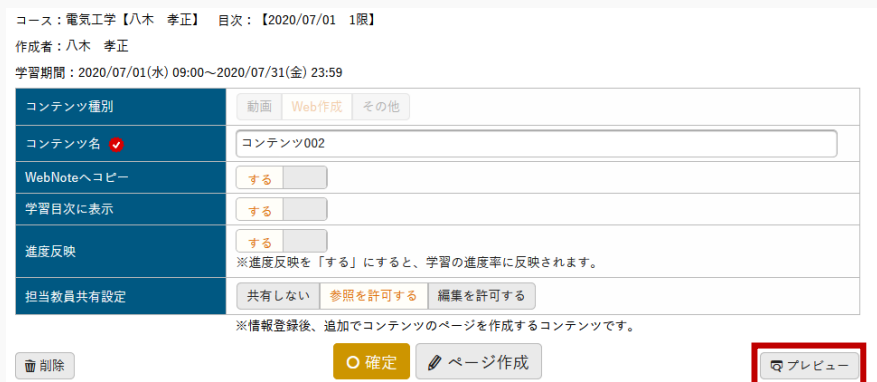 コース：電気工学【八木　孝正】　目次：【2020/07/01　1限】
作成者：八木　孝正
学習期間：2020/07/01(水) 09:00～2020/07/31(金) 23:59
コンテンツ種別　動画　Web作成　その他
コンテンツ名　コンテンツ002
WebNoteへコピー　する
学習目次に表示　する
進度反映　する
※進度反映を「する」にすると、学習の進度率に反映されます。
担当教員共有設定　共有しない　参照を許可する　編集を許可する
※情報登録後、追加でコンテンツのページを作成するコンテンツです。
削除　確定　ページ作成　プレビュー